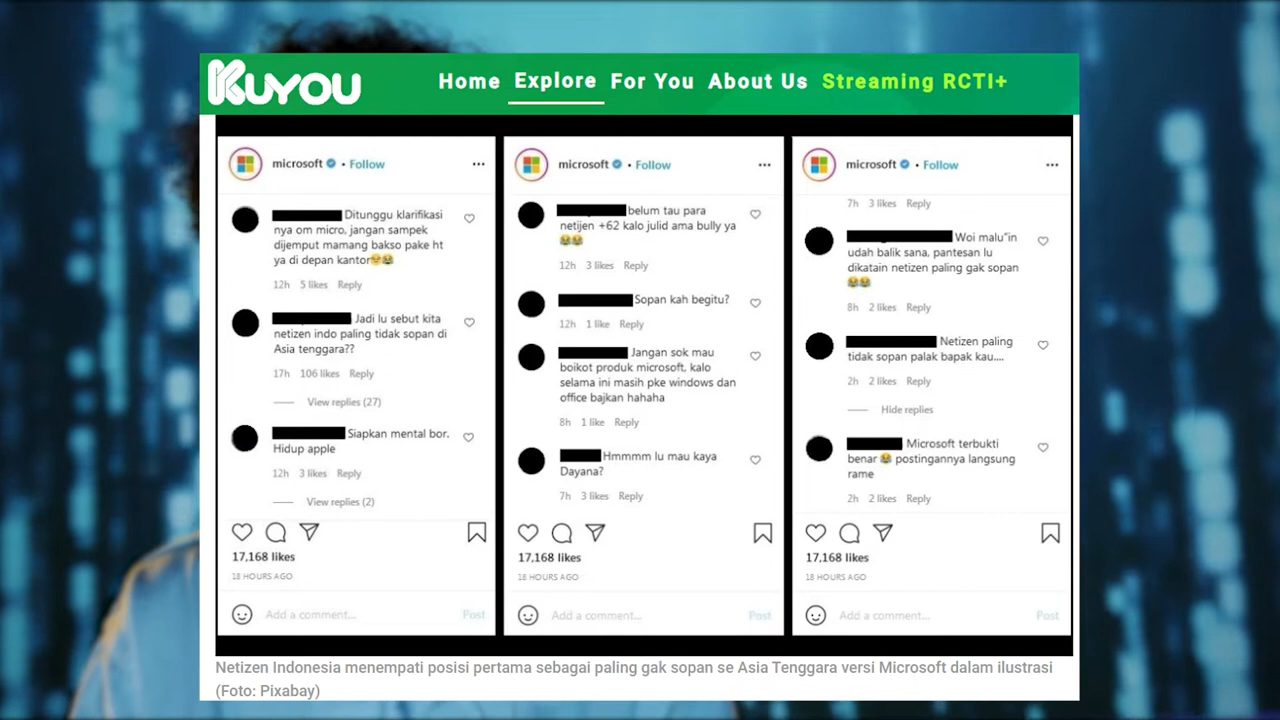 KUYOU
Home Explore For You About Us Streaming RCTI+
microsoft • Follow
Ditunggu klarifikasi
nya om micro, jangan sampek
dijemput mamang bakso pake ht
ya di depan kantor😁😂
12h 5 likes Reply
Jadi lu sebut kita
netizen indo paling tidak sopan di
Asia tenggara??
17h 106 likes Reply
View replies (27)
Siapkan mental bor.
Hidup apple
12h 3 likes Reply
View replies (2)
17,168 likes
18 HOURS AGO
Add a comment... Post
microsoft • Follow
belum tau para
netijen +62 kalo julid ama bully ya
😂😂
12h 3 likes Reply
Sopan kah begitu?
12h 1 like Reply
Jangan sok mau
boikot produk microsoft, kalo
selama ini masih pke windows dan
office bajkan hahaha
8h 1 like Reply
Hmmmm lu mau kaya
Dayana?
7h 3 likes Reply
17,168 likes
18 HOURS AGO
Add a comment... Post
microsoft • Follow
7h 3 likes Reply
Woi malu"in
udah balik sana, pantesan lu
dikatain netizen paling gak sopan
😂😂
8h 2 likes Reply
Netizen paling
tidak sopan palak bapak kau....
2h 2 likes Reply
Hide replies
Microsoft terbukti
benar 😂 postingannya langsung
rame
2h 2 likes Reply
17,168 likes
18 HOURS AGO
Add a comment... Post
Netizen Indonesia menempati posisi pertama sebagai paling gak sopan se Asia Tenggara versi Microsoft dalam ilustrasi
(Foto: Pixabay)